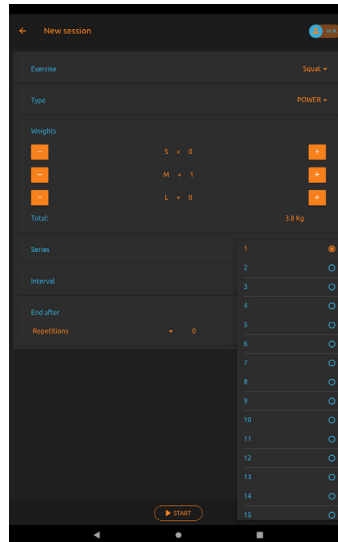 New session
Exercise Squat
Type POWER
Weights
S × 0
M × 1
L × 0
Total: 3.8 Kg
Series
Interval
End after
Repetitions 0
1
2
3
4
5
6
7
8
9
10
11
12
13
14
15
START